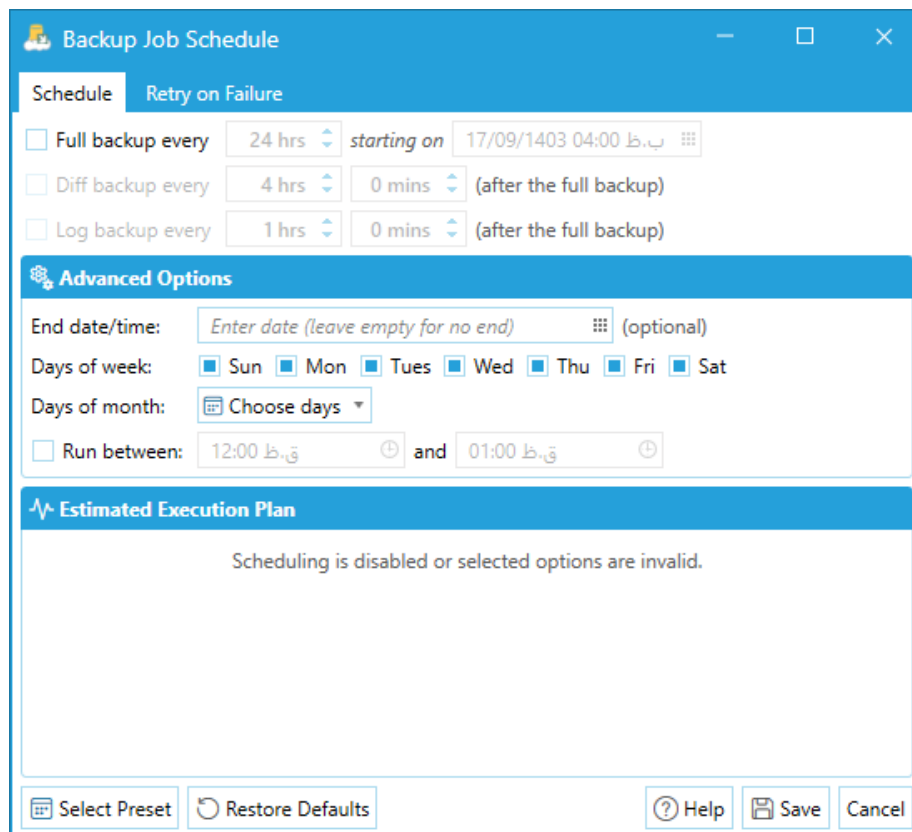 Backup Job Schedule
Schedule Retry on Failure
Full backup every 24 hrs starting on 17/09/1403 04:00 ب.ظ
Diff backup every 4 hrs 0 mins (after the full backup)
Log backup every 1 hrs 0 mins (after the full backup)
Advanced Options
End date/time: Enter date (leave empty for no end) (optional)
Days of week: Sun Mon Tues Wed Thu Fri Sat
Days of month: Choose days
Run between: 12:00 ق.ظ and 01:00 ق.ظ
Estimated Execution Plan
Scheduling is disabled or selected options are invalid.
Select Preset Restore Defaults Help Save Cancel